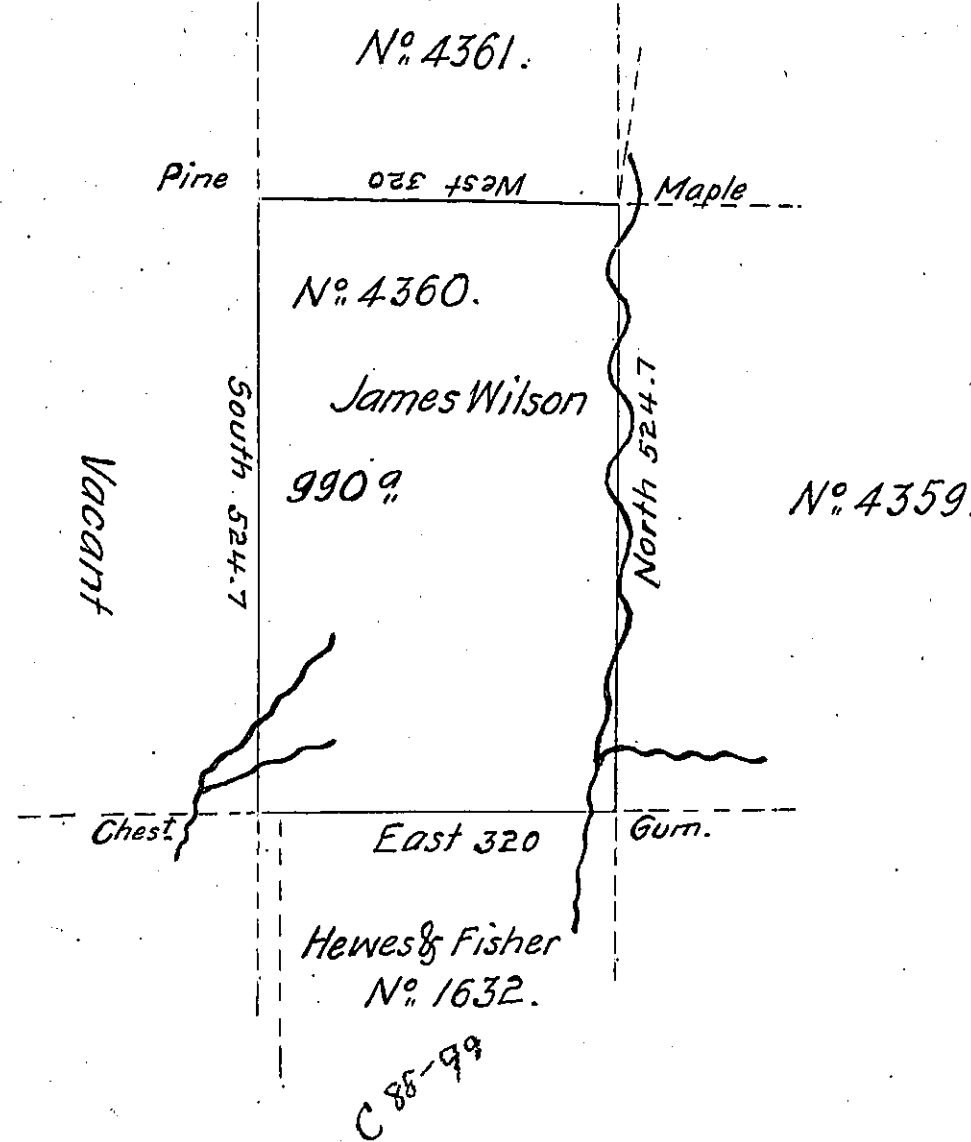 Nº 4361.
Pine
West 320
Maple
Nº 4360.
James Wilson
990 a
South 524.7
North 524.7
Vacant
Nº 4359.
Chest.
East 320
Gum.
Hewes & Fisher
Nº 1632.
C 88-99